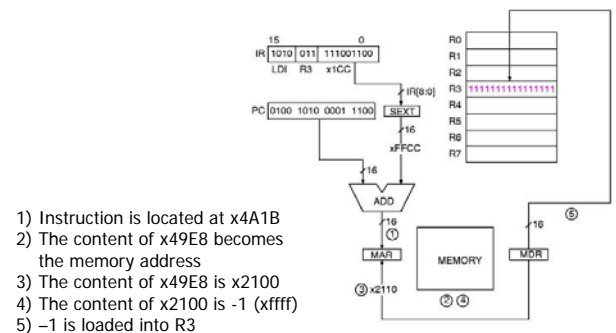 15 0
IR 1010 011 111001100
LDI R3 x1CC
IR[8:0]
PC 0100 1010 0001 1100
SEXT
16
xFFCC
16
ADD
16
①
MAR
MEMORY
② ④
③ x2110
MDR
16
⑤
R0
R1
R2
R3 1111111111111111
R4
R5
R6
R7
1) Instruction is located at x4A1B
2) The content of x49E8 becomes
the memory address
3) The content of x49E8 is x2100
4) The content of x2100 is -1 (xffff)
5) –1 is loaded into R3